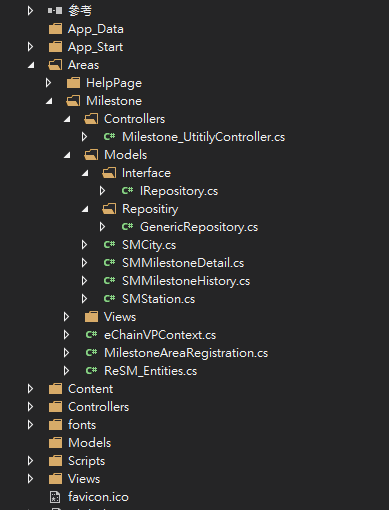 參考
App_Data
App_Start
Areas
HelpPage
Milestone
Controllers
C# Milestone_UtitilyController.cs
Models
Interface
C# IRepository.cs
Repositiry
C# GenericRepository.cs
C# SMCity.cs
C# SMMilestoneDetail.cs
C# SMMilestoneHistory.cs
C# SMStation.cs
Views
C# eChainVPContext.cs
C# MilestoneAreaRegistration.cs
C# ReSM_Entities.cs
Content
Controllers
fonts
Models
Scripts
Views
favicon.ico